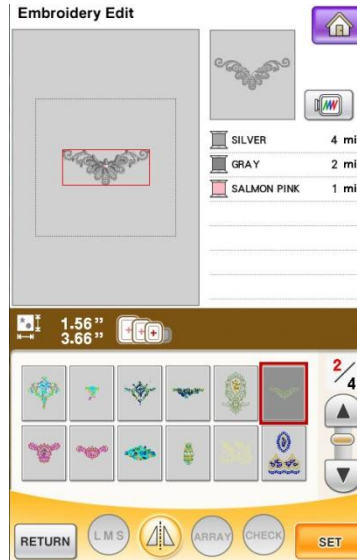 Embroidery Edit
SILVER 4 mi
GRAY 2 mi
SALMON PINK 1 mi
1.56"
3.66"
2/4
RETURN
LMS
ARRAY
CHECK
SET